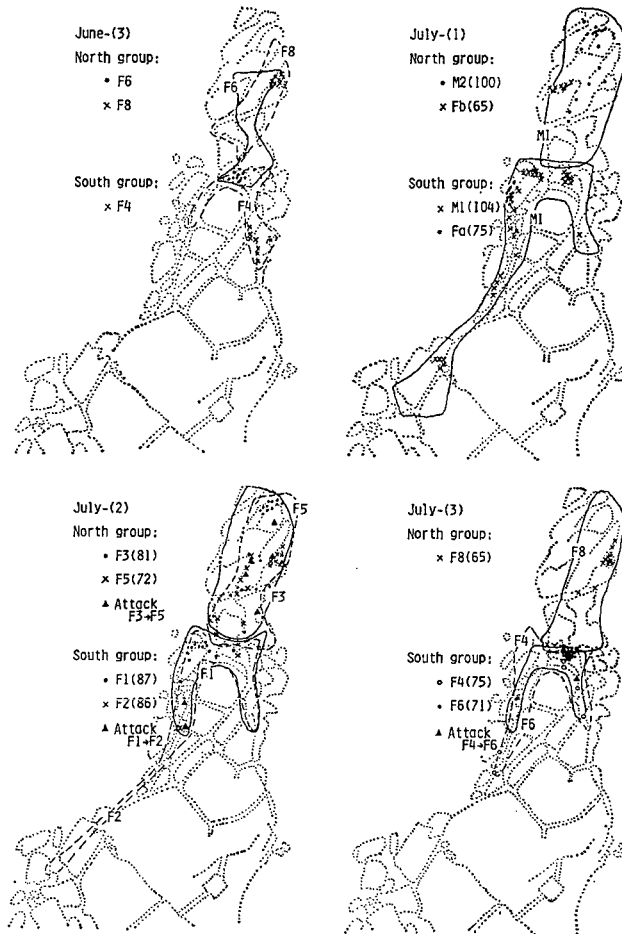 June-(3)
North group:
• F6
× F8
South group:
× F4
F8
F6
F4
July-(1)
North group:
• M2(100)
× Fb(65)
South group:
× M1(104)
• Fa(75)
M1
M1
July-(2)
North group:
• F3(81)
× F5(72)
▲ Attack
F3→F5
South group:
• F1(87)
× F2(86)
▲ Attack
F1→F2
F5
F3
F1
F2
July-(3)
North group:
× F8(65)
South group:
o F4(75)
• F6(71)
▲ Attack
F4→F6
F8
F4
F6